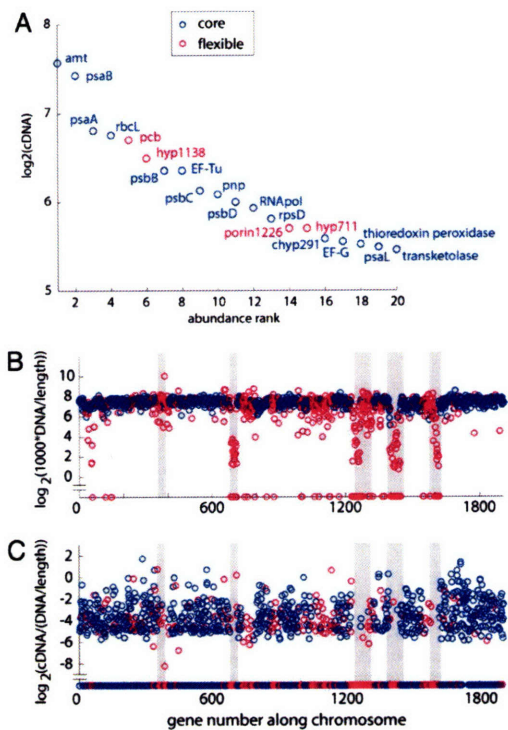 A
8
7
6
5
log2(cDNA)
core
flexible
amt
psaB
psaA
rbcL
pcb
hyp1138
psbB
EF-Tu
psbC
pnp
psbD
RNApol
rpsD
porin1226
hyp711
chyp291
thioredoxin peroxidase
EF-G
psaL
transketolase
2 4 6 8 10 12 14 16 18 20
abundance rank
B
log2(1000*DNA/length))
10
8
6
4
2
0
0 600 1200 1800
C
log2(cDNA/(DNA/length))
2
0
-2
-4
-6
-8
0 600 1200 1800
gene number along chromosome